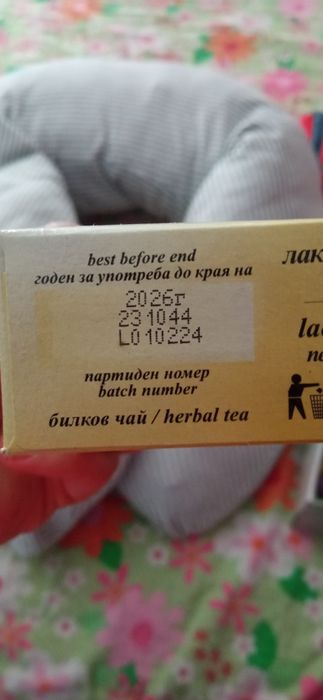 best before end
годен за употреба до края на
2026г
231044
L010224
партиден номер
batch number
билков чай / herbal tea